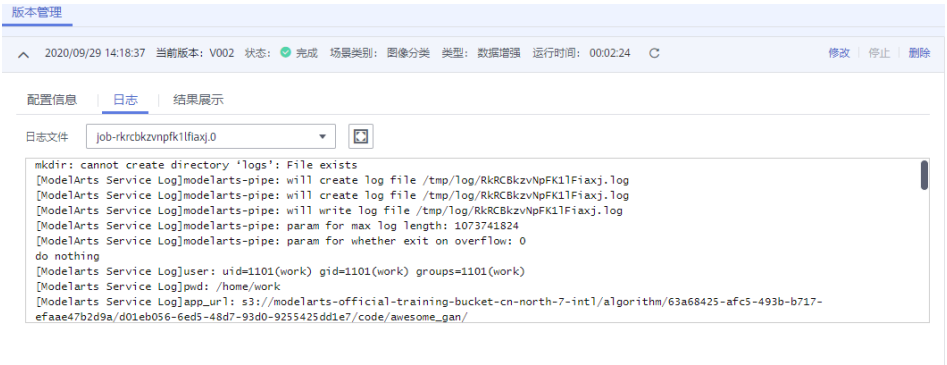 版本管理
2020/09/29 14:18:37 当前版本：V002 状态： 完成 场景类别： 图像分类 类型： 数据增强 运行时间： 00:02:24 修改 停止 删除
配置信息 日志 结果展示
日志文件 job-rkrcbkzvnpfk1lfiaxj.0
mkdir: cannot create directory ‘logs’: File exists
[ModelArts Service Log]modelarts-pipe: will create log file /tmp/log/RkRCBkzvNpFK1lFiaxj.log
[ModelArts Service Log]modelarts-pipe: will create log file /tmp/log/RkRCBkzvNpFK1lFiaxj.log
[ModelArts Service Log]modelarts-pipe: will write log file /tmp/log/RkRCBkzvNpFK1lFiaxj.log
[ModelArts Service Log]modelarts-pipe: param for max log length: 1073741824
[ModelArts Service Log]modelarts-pipe: param for whether exit on overflow: 0
do nothing
[Modelarts Service Log]user: uid=1101(work) gid=1101(work) groups=1101(work)
[Modelarts Service Log]pwd: /home/work
[Modelarts Service Log]app_url: s3://modelarts-official-training-bucket-cn-north-7-intl/algorithm/63a68425-afc5-493b-b717-
efaae47b2d9a/d01eb056-6ed5-48d7-93d0-9255425dd1e7/code/awesome_gan/